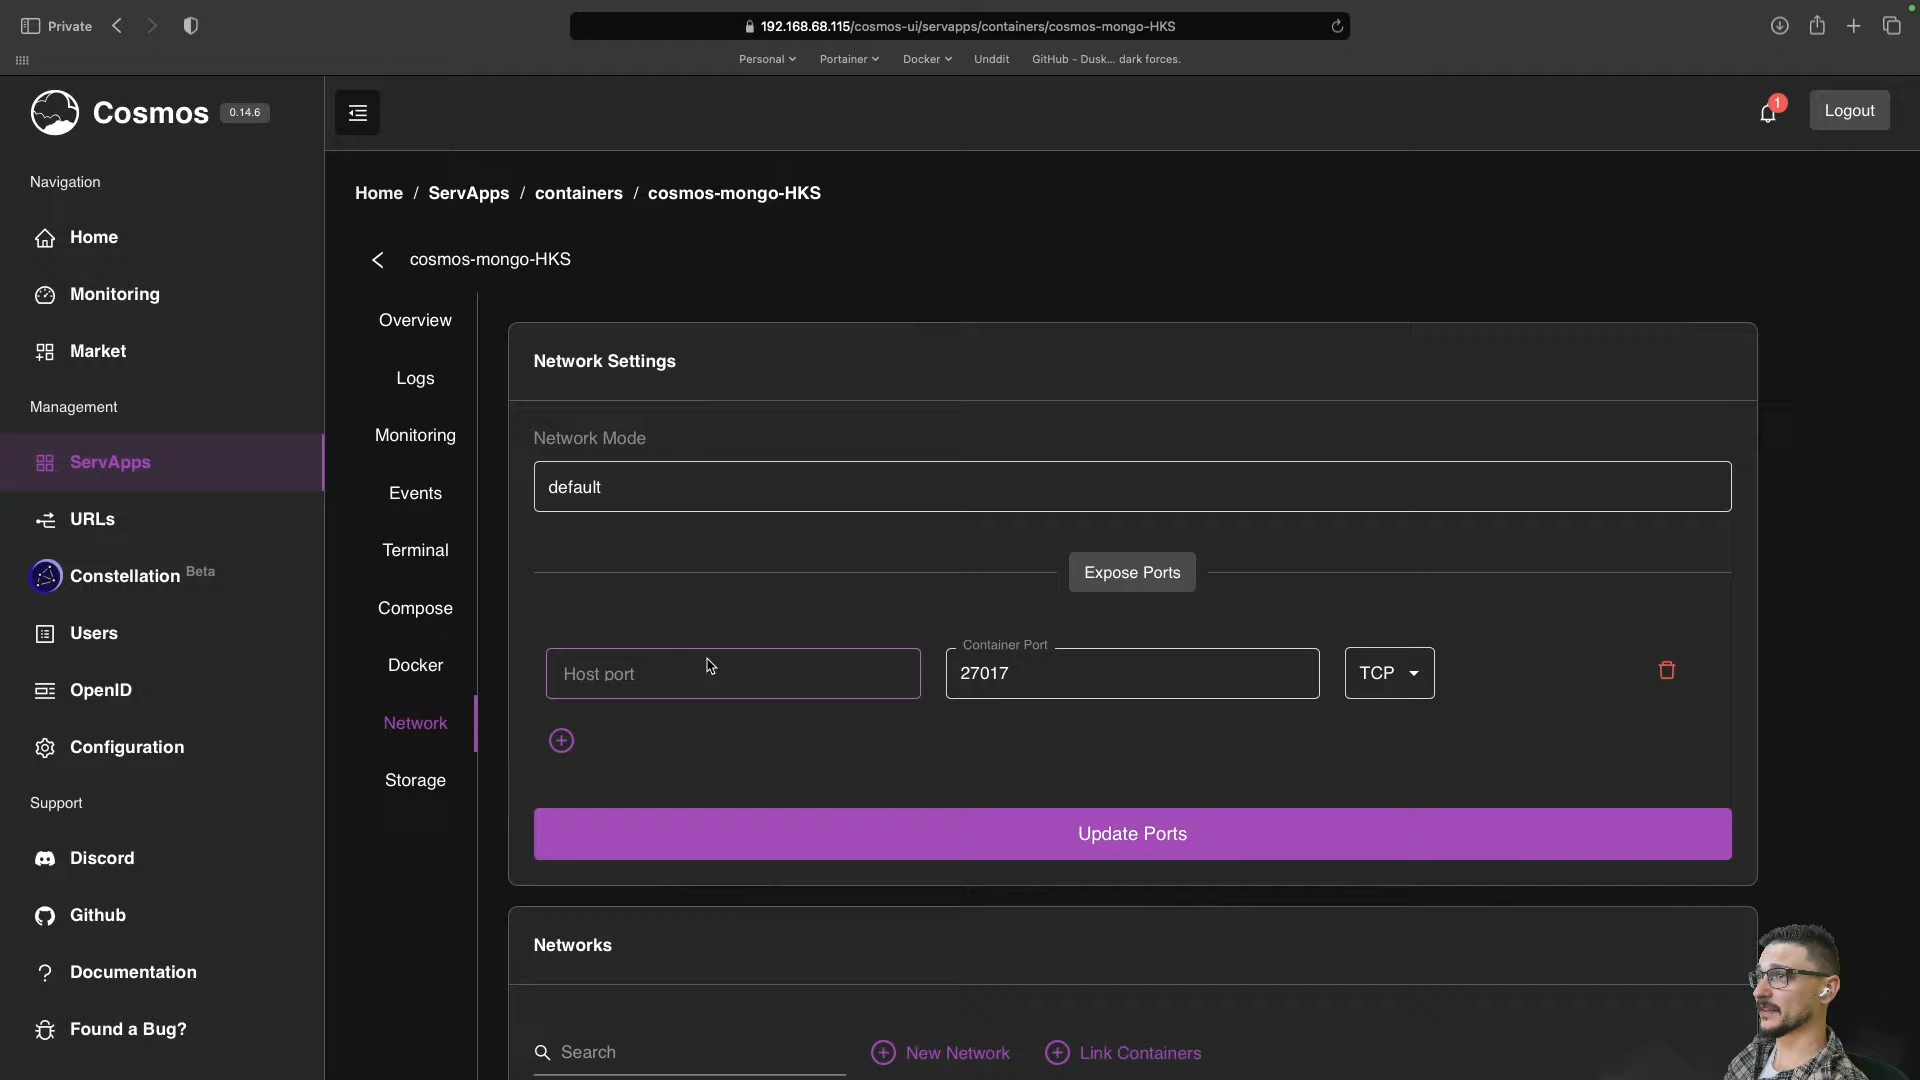 Private
192.168.68.115/cosmos-ui/servapps/containers/cosmos-mongo-HKS
Personal
Portainer
Docker
Unddit
GitHub - Dusk... dark forces.
Cosmos
0.14.6
1
Logout
Navigation
Home
Monitoring
Market
Management
ServApps
URLs
Constellation Beta
Users
OpenID
Configuration
Support
Discord
Github
Documentation
Found a Bug?
Home / ServApps / containers / cosmos-mongo-HKS
cosmos-mongo-HKS
Overview
Logs
Monitoring
Events
Terminal
Compose
Docker
Network
Storage
Network Settings
Network Mode
default
Expose Ports
Host port
Container Port
27017
TCP
Update Ports
Networks
Search
New Network
Link Containers